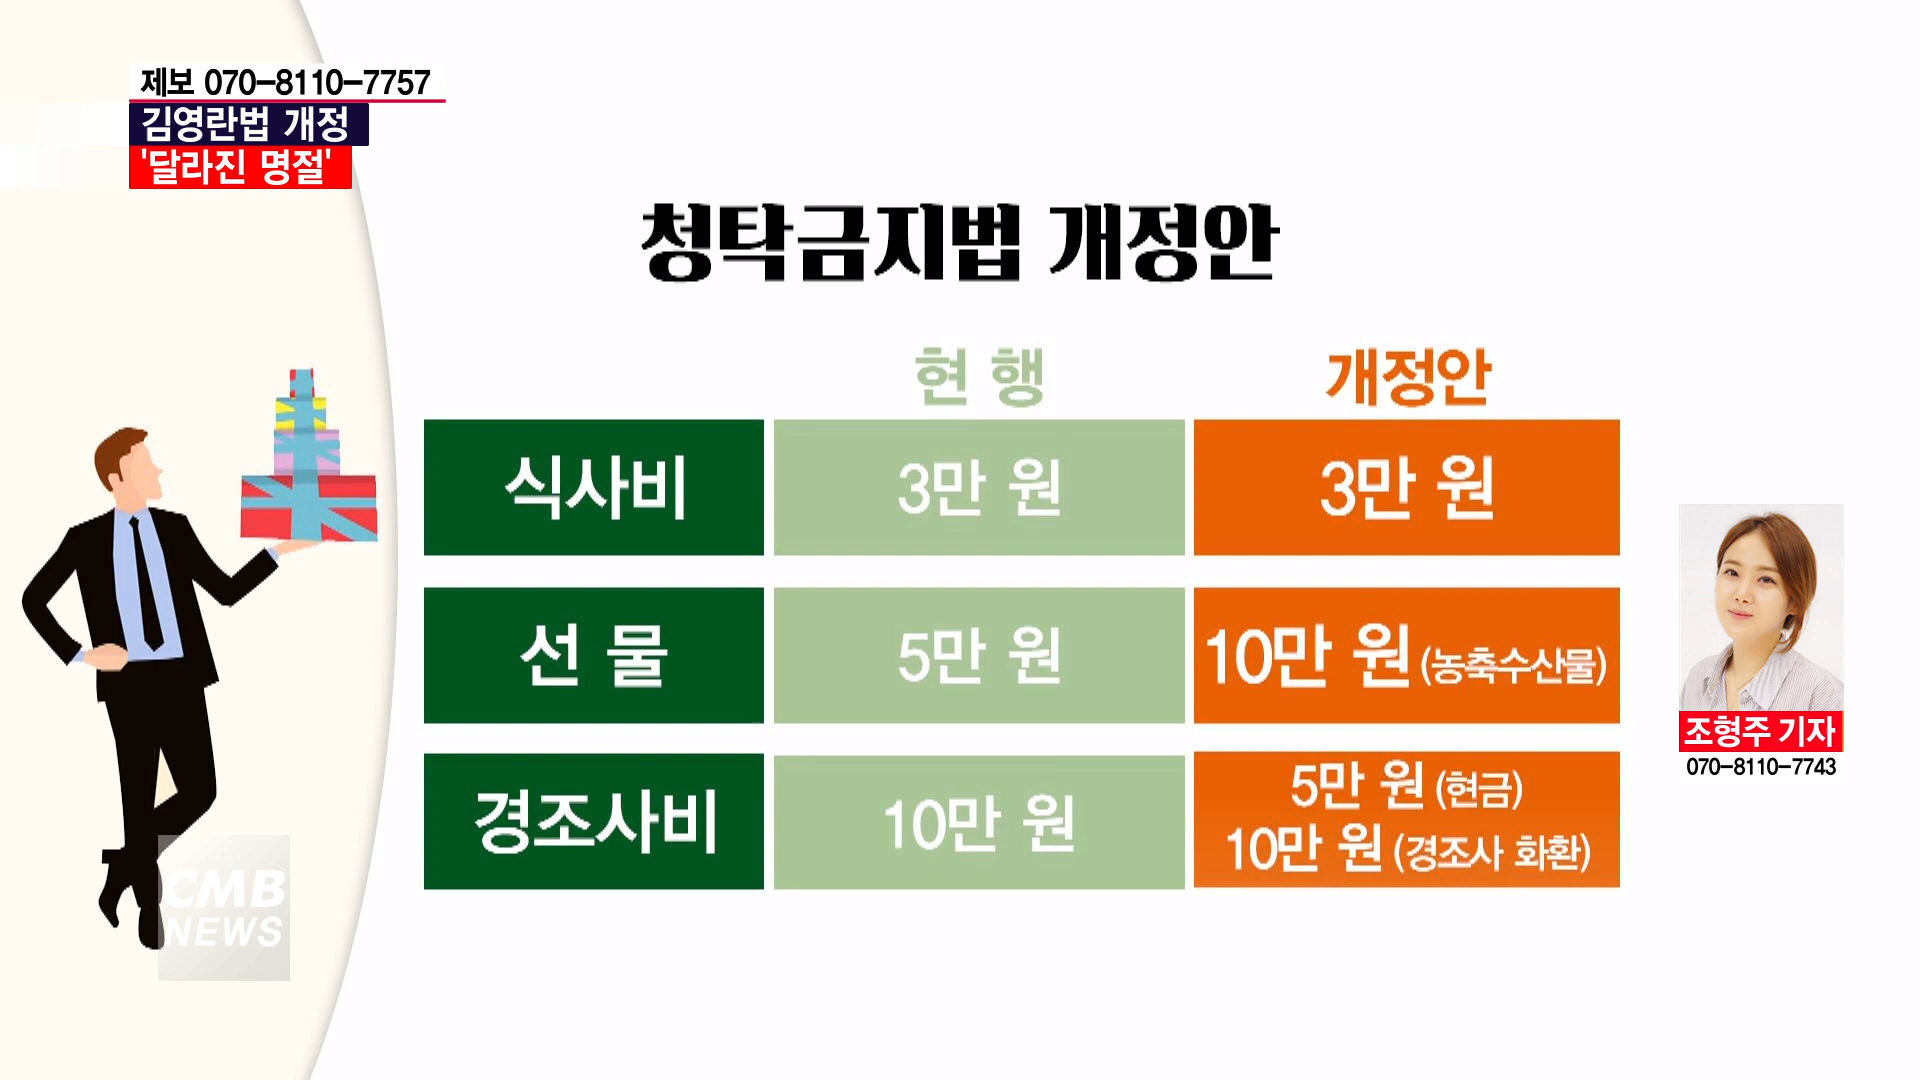 제보 070-8110-7757
김영란법 개정
'달라진 명절'
청탁금지법 개정안
현 행 개정안
식사비 3만 원 3만 원
선 물 5만 원 10만 원 (농축수산물)
경조사비 10만 원 5만 원 (현금)
10만 원 (경조사 화환)
조형주 기자
070-8110-7743
CMB
NEWS